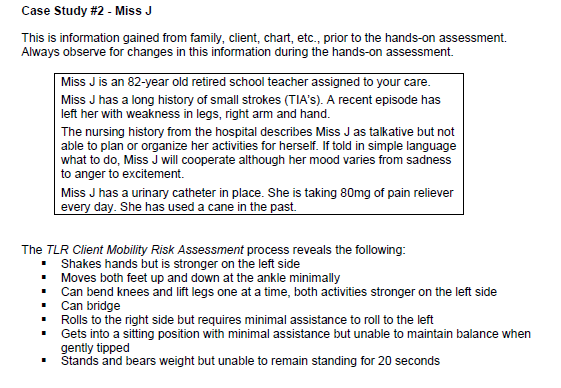 Case Study #2 - Miss J
This is information gained from family, client, chart, etc., prior to the hands-on assessment.
Always observe for changes in this information during the hands-on assessment.
Miss J is an 82-year old retired school teacher assigned to your care.
Miss J has a long history of small strokes (TIA's). A recent episode has
left her with weakness in legs, right arm and hand.
The nursing history from the hospital describes Miss J as talkative but not
able to plan or organize her activities for herself. If told in simple language
what to do, Miss J will cooperate although her mood varies from sadness
to anger to excitement.
Miss J has a urinary catheter in place. She is taking 80mg of pain reliever
every day. She has used a cane in the past.
The TLR Client Mobility Risk Assessment process reveals the following:
▪ Shakes hands but is stronger on the left side
▪ Moves both feet up and down at the ankle minimally
▪ Can bend knees and lift legs one at a time, both activities stronger on the left side
▪ Can bridge
▪ Rolls to the right side but requires minimal assistance to roll to the left
▪ Gets into a sitting position with minimal assistance but unable to maintain balance when
gently tipped
▪ Stands and bears weight but unable to remain standing for 20 seconds